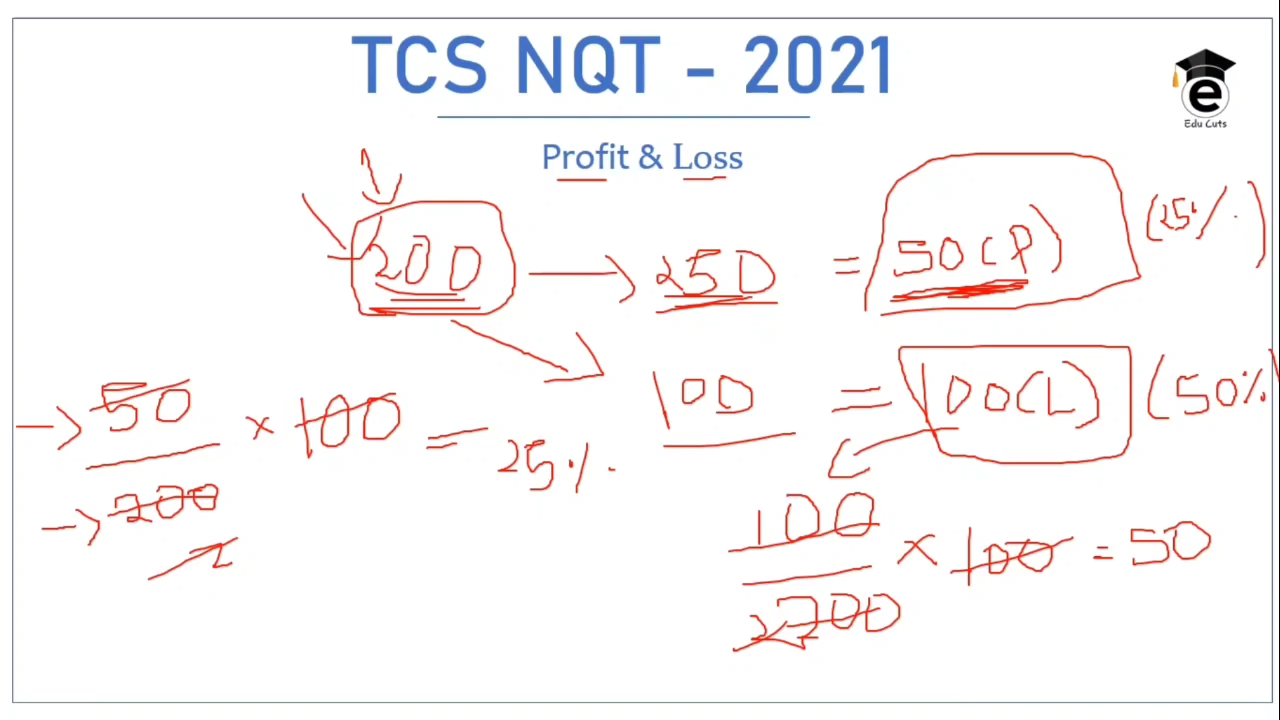 TCS NQT - 2021
e
Edu Cuts
Profit & Loss
200 → 250 = 50 (P) (25%)
100 = 100 (L) (50%)
50 × 100 = 25%
200
2
100 × 100 = 50
200